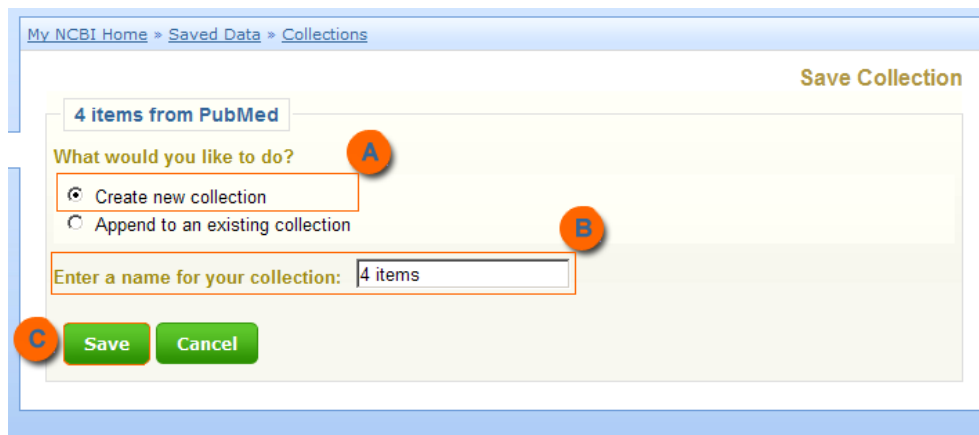 My NCBI Home » Saved Data » Collections
Save Collection
4 items from PubMed
What would you like to do?
A
Create new collection
Append to an existing collection
B
Enter a name for your collection: 4 items
C
Save Cancel